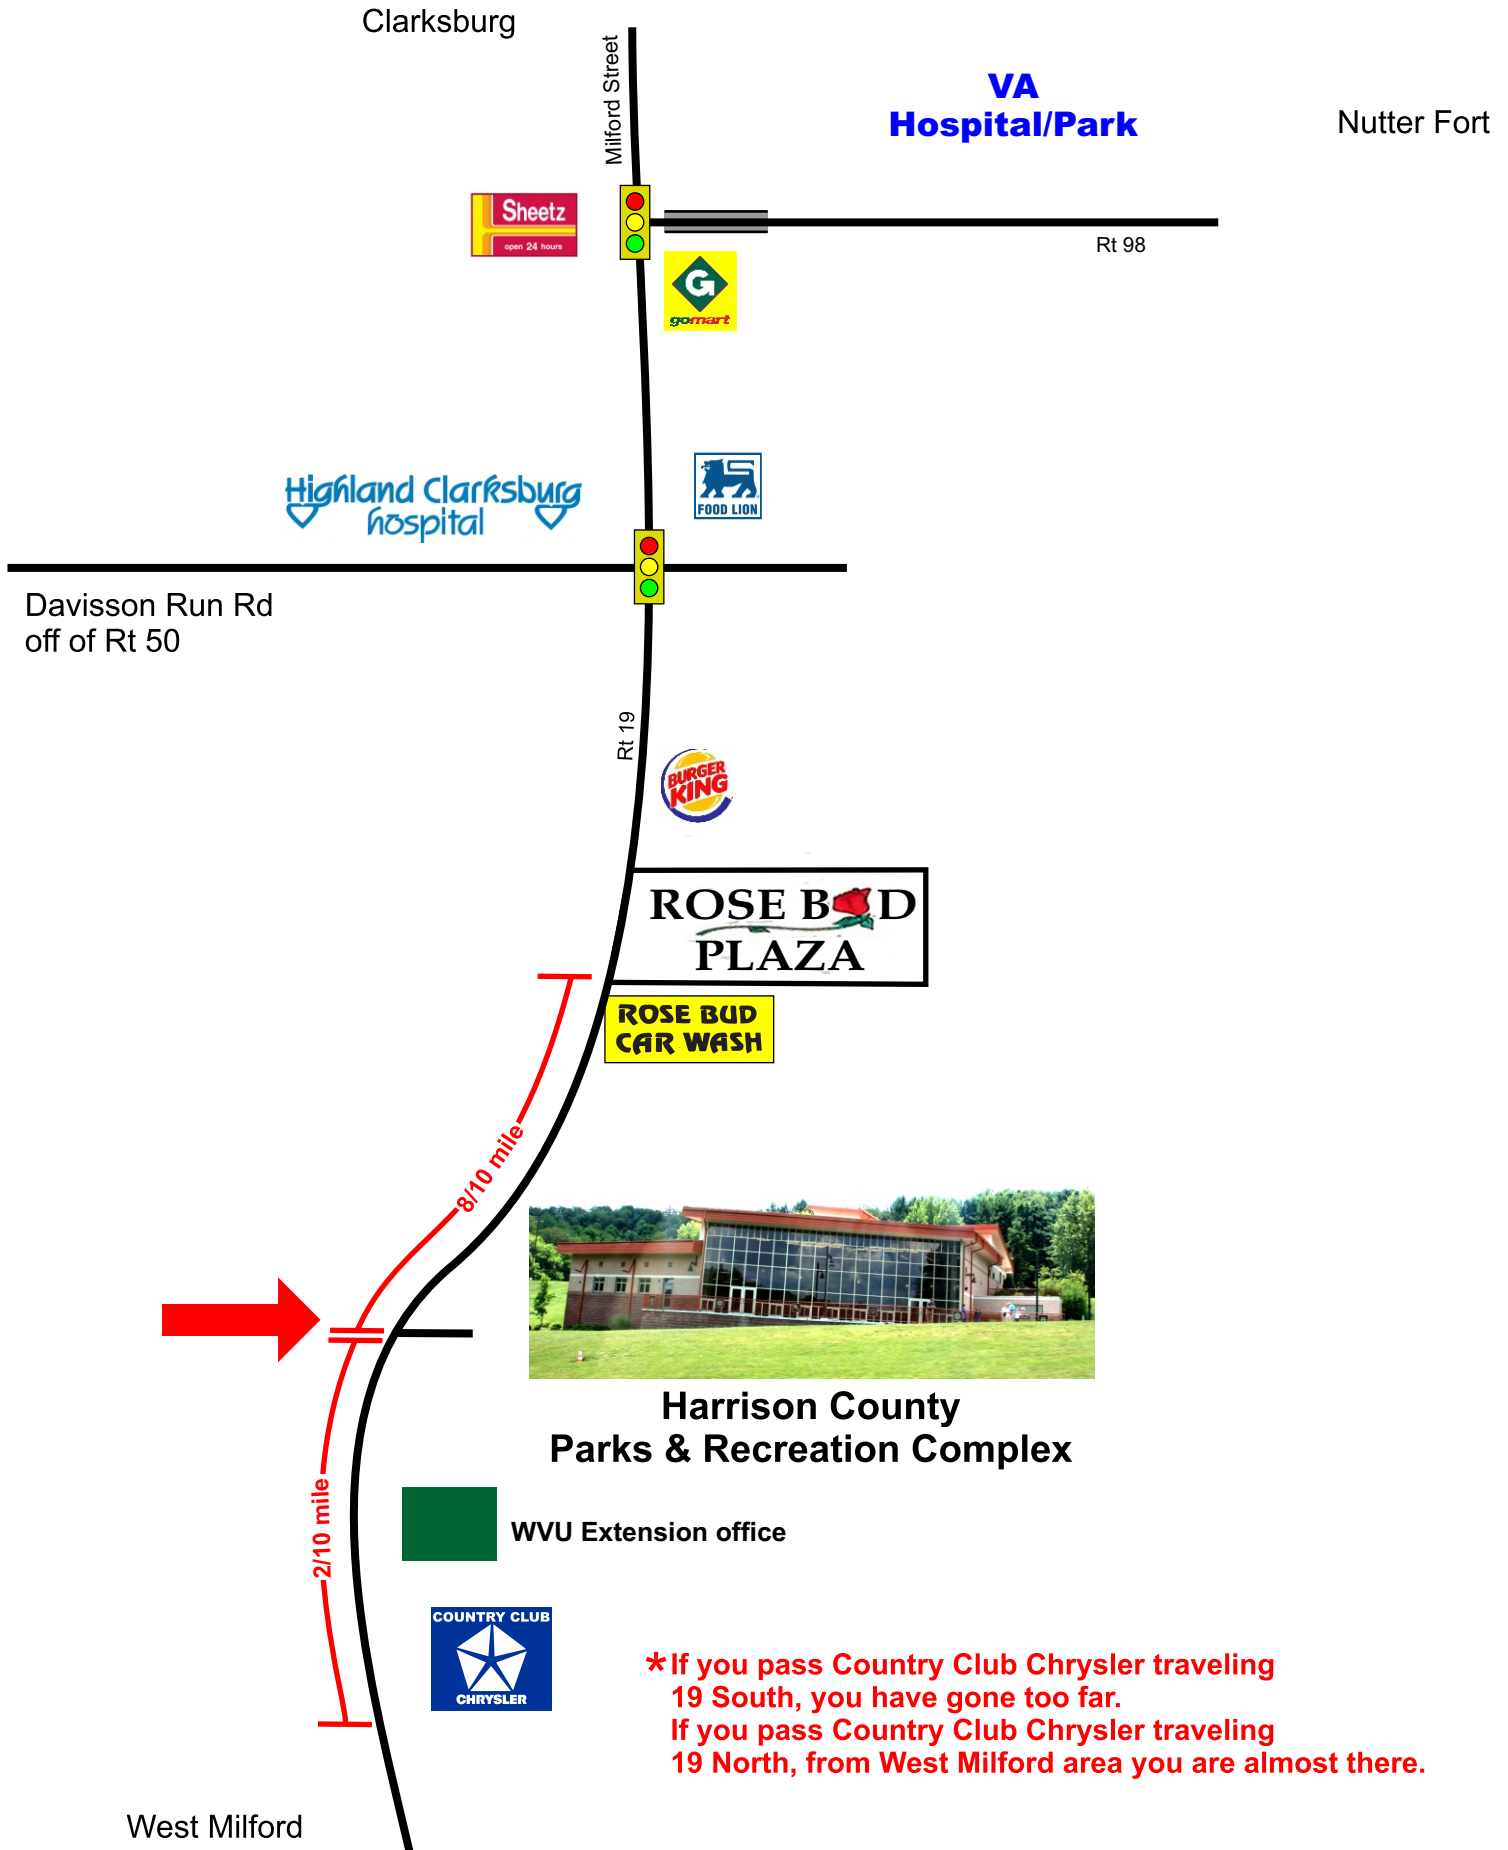 Clarksburg
Milford Street
VA
Hospital/Park
Nutter Fort
Sheetz
open 24 hours
Rt 98
G
gomart
Highland Clarksburg
hospital
FOOD LION
Davisson Run Rd
off of Rt 50
Rt 19
BURGER
KING
ROSE BUD
PLAZA
ROSE BUD
CAR WASH
8/10 mile
Harrison County
Parks & Recreation Complex
2/10 mile
WVU Extension office
COUNTRY CLUB
CHRYSLER
*If you pass Country Club Chrysler traveling
19 South, you have gone too far.
If you pass Country Club Chrysler traveling
19 North, from West Milford area you are almost there.
West Milford